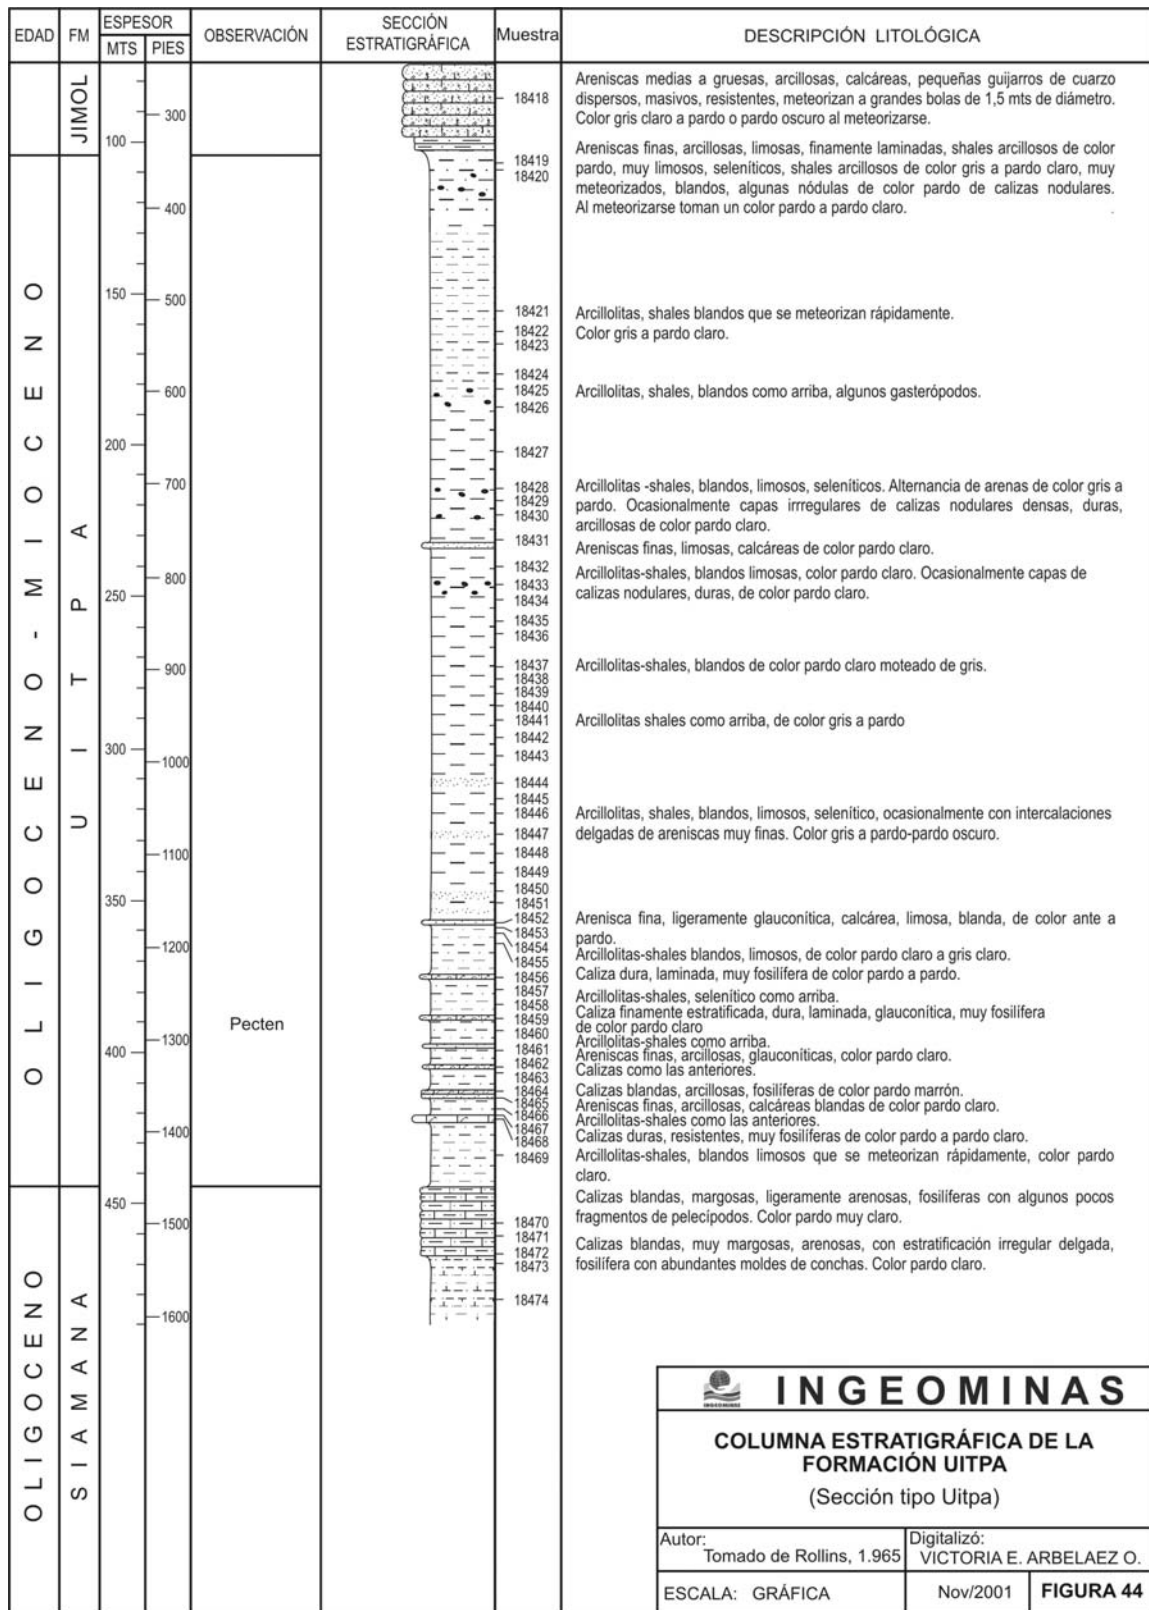 EDAD
FM
ESPESOR
MTS
PIES
OBSERVACIÓN
SECCIÓN
ESTRATIGRÁFICA
Muestra
DESCRIPCIÓN LITOLÓGICA
OLIGOCENO - MIOCENO
OLIGOCENO
JIMOL
UITPA
SIAMANA
100
150
200
250
300
350
400
450
300
400
500
600
700
800
900
1000
1100
1200
1300
1400
1500
1600
Pecten
18418
18419
18420
18421
18422
18423
18424
18425
18426
18427
18428
18429
18430
18431
18432
18433
18434
18435
18436
18437
18438
18439
18440
18441
18442
18443
18444
18445
18446
18447
18448
18449
18450
18451
18452
18453
18454
18455
18456
18457
18458
18459
18460
18461
18462
18463
18464
18465
18466
18467
18468
18469
18470
18471
18472
18473
18474
Areniscas medias a gruesas, arcillosas, calcáreas, pequeñas guijarros de cuarzo
dispersos, masivos, resistentes, meteorizan a grandes bolas de 1,5 mts de diámetro.
Color gris claro a pardo o pardo oscuro al meteorizarse.
Areniscas finas, arcillosas, limosas, finamente laminadas, shales arcillosos de color
pardo, muy limosos, seleníticos, shales arcillosos de color gris a pardo claro, muy
meteorizados, blandos, algunas nódulas de color pardo de calizas nodulares.
Al meteorizarse toman un color pardo a pardo claro.
Arcillolitas, shales blandos que se meteorizan rápidamente.
Color gris a pardo claro.
Arcillolitas, shales, blandos como arriba, algunos gasterópodos.
Arcillolitas -shales, blandos, limosos, seleníticos. Alternancia de arenas de color gris a
pardo. Ocasionalmente capas irrregulares de calizas nodulares densas, duras,
arcillosas de color pardo claro.
Areniscas finas, limosas, calcáreas de color pardo claro.
Arcillolitas-shales, blandos limosas, color pardo claro. Ocasionalmente capas de
calizas nodulares, duras, de color pardo claro.
Arcillolitas-shales, blandos de color pardo claro moteado de gris.
Arcillolitas shales como arriba, de color gris a pardo
Arcillolitas, shales, blandos, limosos, selenítico, ocasionalmente con intercalaciones
delgadas de areniscas muy finas. Color gris a pardo-pardo oscuro.
Arenisca fina, ligeramente glauconítica, calcárea, limosa, blanda, de color ante a
pardo.
Arcillolitas-shales blandos, limosos, de color pardo claro a gris claro.
Caliza dura, laminada, muy fosilífera de color pardo a pardo.
Arcillolitas-shales, selenítico como arriba.
Caliza finamente estratificada, dura, laminada, glauconítica, muy fosilífera
de color pardo claro
Arcillolitas-shales como arriba.
Areniscas finas, arcillosas, glauconíticas, color pardo claro.
Calizas como las anteriores.
Calizas blandas, arcillosas, fosilíferas de color pardo marrón.
Areniscas finas, arcillosas, calcáreas blandas de color pardo claro.
Arcillolitas-shales como las anteriores.
Calizas duras, resistentes, muy fosilíferas de color pardo a pardo claro.
Arcillolitas-shales, blandos limosos que se meteorizan rápidamente, color pardo
claro.
Calizas blandas, margosas, ligeramente arenosas, fosilíferas con algunos pocos
fragmentos de pelecípodos. Color pardo muy claro.
Calizas blandas, muy margosas, arenosas, con estratificación irregular delgada,
fosilífera con abundantes moldes de conchas. Color pardo claro.
INGEOMINAS
INGEOMINAS
COLUMNA ESTRATIGRÁFICA DE LA
FORMACIÓN UITPA
(Sección tipo Uitpa)
Autor:
Tomado de Rollins, 1.965
Digitalizó:
VICTORIA E. ARBELAEZ O.
ESCALA: GRÁFICA
Nov/2001
FIGURA 44